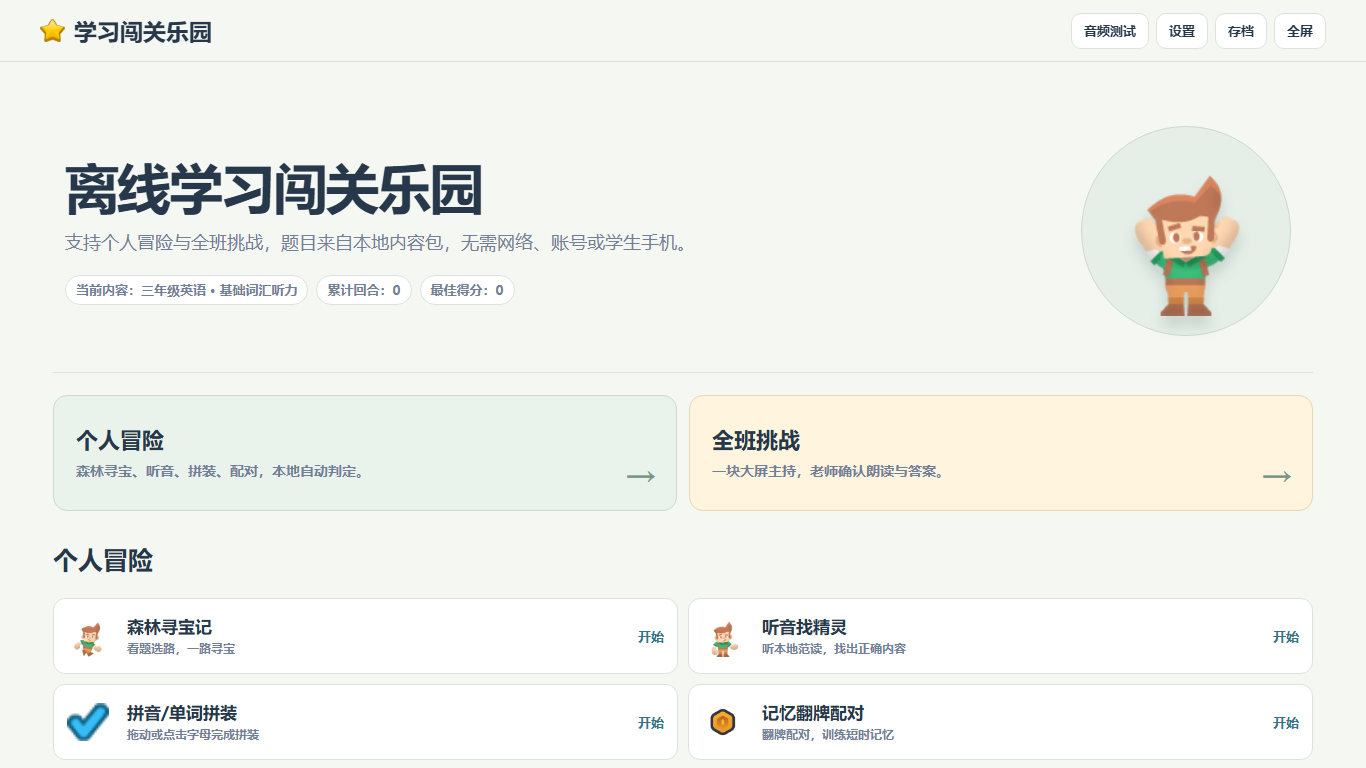 学习闯关乐园
音频测试
设置
存档
全屏
离线学习闯关乐园
支持个人冒险与全班挑战，题目来自本地内容包，无需网络、账号或学生手机。
当前内容：三年级英语 • 基础词汇听力
累计回合：0
最佳得分：0
个人冒险
森林寻宝、听音、拼装、配对，本地自动判定。
→
全班挑战
一块大屏主持，老师确认朗读与答案。
→
个人冒险
森林寻宝记
看题选路，一路寻宝
开始
听音找精灵
听本地范读，找出正确内容
开始
拼音/单词拼装
拖动或点击字母完成拼装
开始
记忆翻牌配对
翻牌配对，训练短时记忆
开始